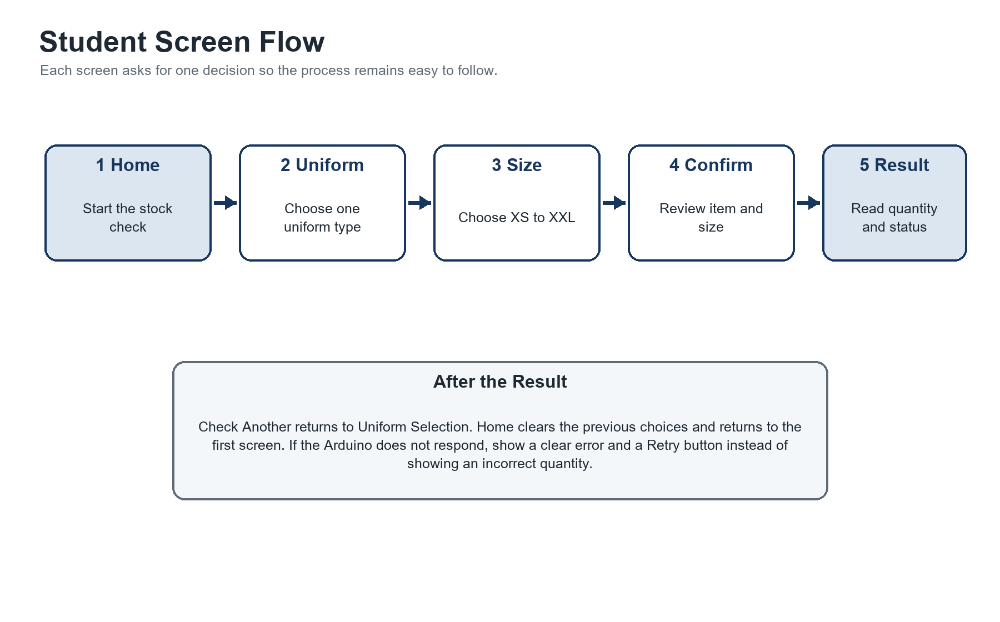 Student Screen Flow
Each screen asks for one decision so the process remains easy to follow.
1 Home
Start the stock
check
2 Uniform
Choose one
uniform type
3 Size
Choose XS to XXL
4 Confirm
Review item and
size
5 Result
Read quantity
and status
After the Result
Check Another returns to Uniform Selection. Home clears the previous choices and returns to the
first screen. If the Arduino does not respond, show a clear error and a Retry button instead of
showing an incorrect quantity.